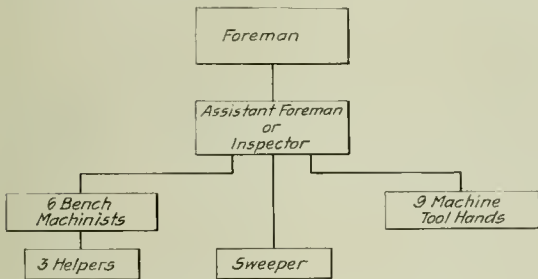 Foreman
Assistant Foreman
or
Inspector
6 Bench
Machinists
9 Machine
Tool Hands
3 Helpers
Sweeper